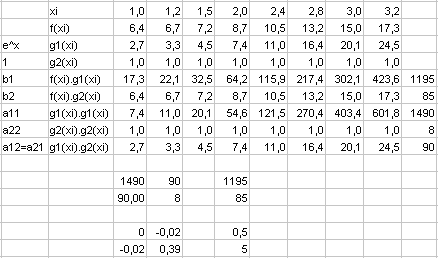 xi 1,0 1,2 1,5 2,0 2,4 2,8 3,0 3,2
f(xi) 6,4 6,7 7,2 8,7 10,5 13,2 15,0 17,3
e^x g1(xi) 2,7 3,3 4,5 7,4 11,0 16,4 20,1 24,5
1 g2(xi) 1,0 1,0 1,0 1,0 1,0 1,0 1,0 1,0
b1 f(xi).g1(xi) 17,3 22,1 32,5 64,2 115,9 217,4 302,1 423,6 1195
b2 f(xi).g2(xi) 6,4 6,7 7,2 8,7 10,5 13,2 15,0 17,3 85
a11 g1(xi).g1(xi) 7,4 11,0 20,1 54,6 121,5 270,4 403,4 601,8 1490
a22 g2(xi).g2(xi) 1,0 1,0 1,0 1,0 1,0 1,0 1,0 1,0 8
a12=a21 g1(xi).g2(xi) 2,7 3,3 4,5 7,4 11,0 16,4 20,1 24,5 90
1490 90 1195
90,00 8 85
0 -0,02 0,5
-0,02 0,39 5